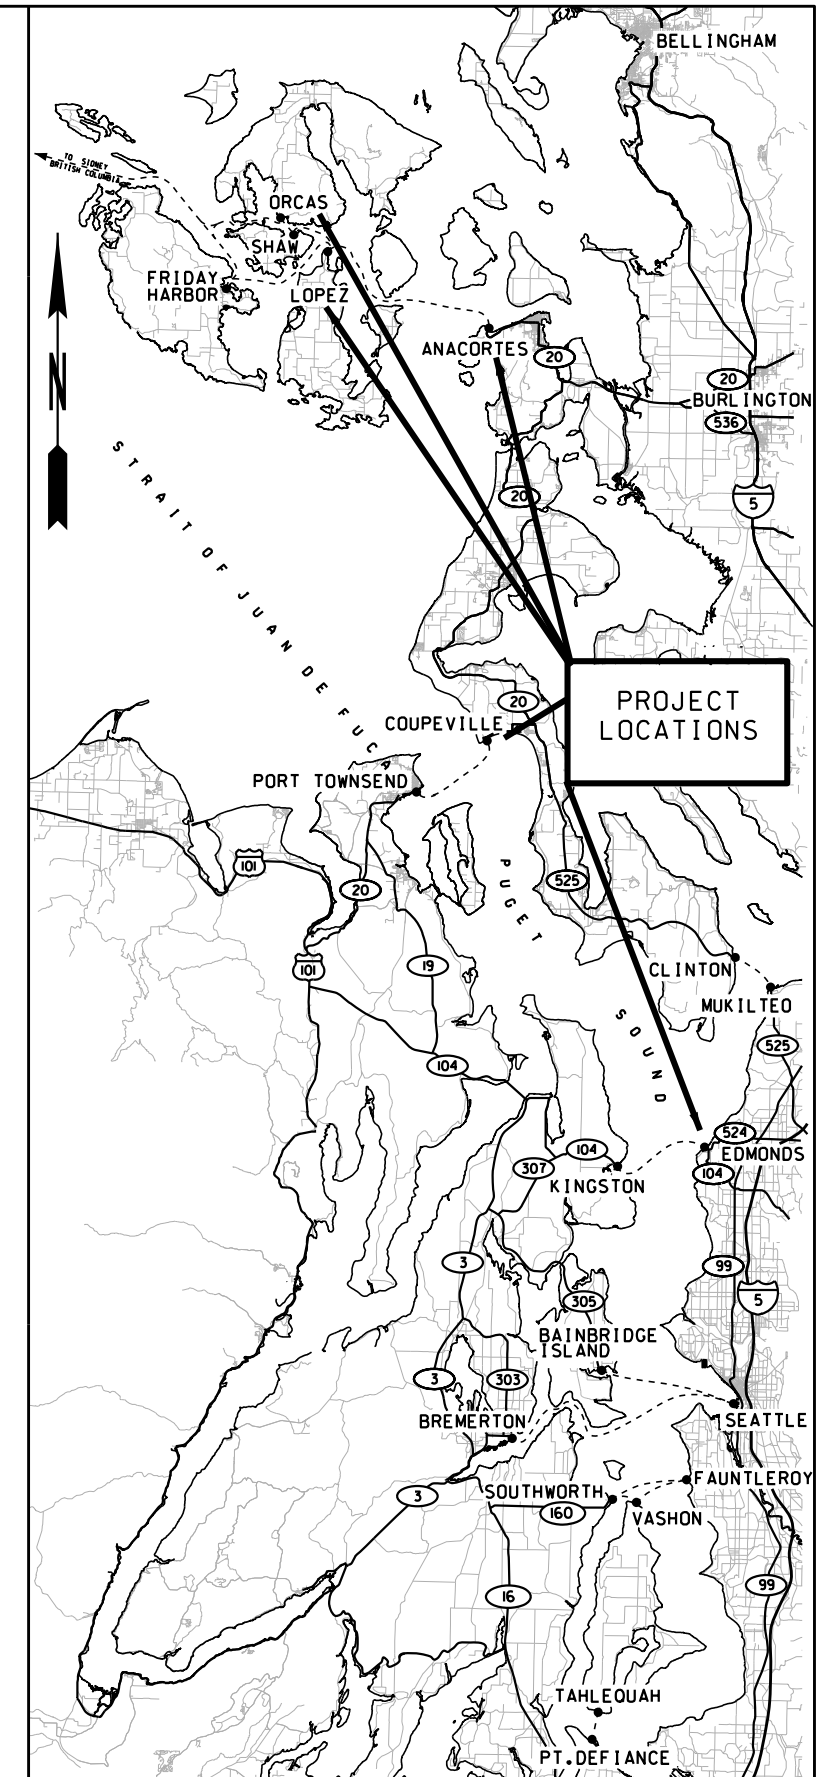 BELLINGHAM
TO SIDNEY
BRITISH COLUMBIA
ORCAS
SHAW
FRIDAY
HARBOR
LOPEZ
ANACORTES
20
20
BURLINGTON
536
N
20
5
STRAIT OF JUAN DE FUCA
PROJECT
LOCATIONS
20
COUPEVILLE
PORT TOWNSEND
101
20
525
PUGET SOUND
101
19
CLINTON
MUKILTEO
525
104
524
EDMONDS
104
104
307
KINGSTON
3
99
5
305
BAINBRIDGE
ISLAND
3
303
BREMERTON
SEATTLE
FAUNTLEROY
SOUTHWORTH
3
160
VASHON
99
16
TAHLEQUAH
PT.DEFIANCE